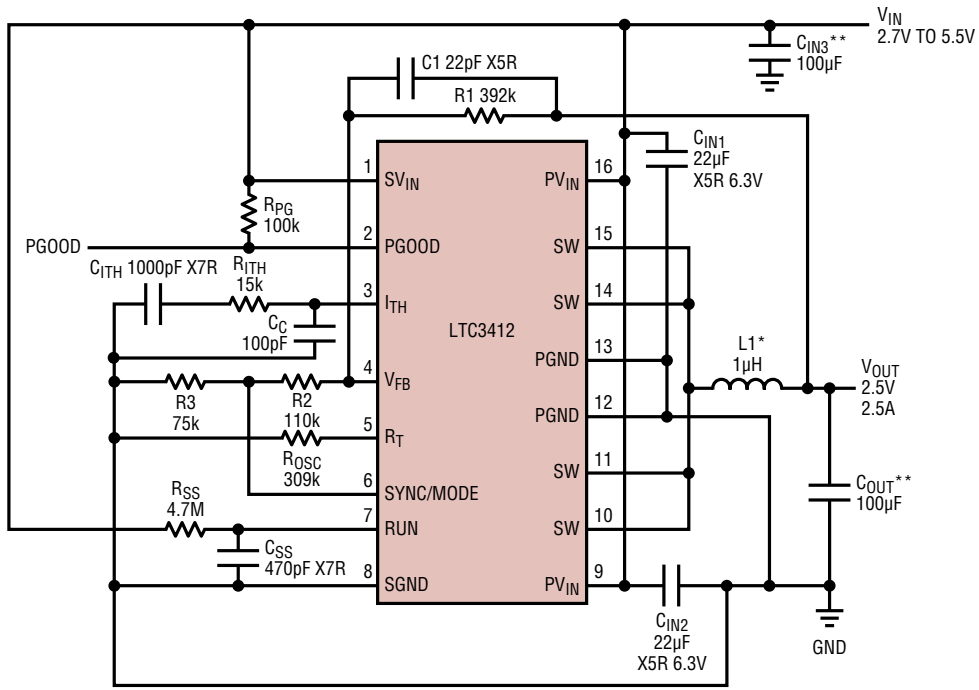 V_IN
2.7V TO 5.5V
C_IN3**
100µF
C1 22pF X5R
R1 392k
C_IN1
22µF
X5R 6.3V
1
SV_IN
PV_IN
16
R_PG
100k
PGOOD
2
PGOOD
SW
15
C_ITH 1000pF X7R
R_ITH
15k
3
I_TH
SW
14
C_C
100pF
LTC3412
PGND
13
L1*
1µH
4
V_FB
V_OUT
2.5V
2.5A
R3
75k
R2
110k
PGND
12
5
R_T
R_OSC
309k
SW
11
6
SYNC/MODE
C_OUT**
100µF
R_SS
4.7M
7
RUN
SW
10
C_SS
470pF X7R
8
SGND
PV_IN
9
C_IN2
22µF
X5R 6.3V
GND